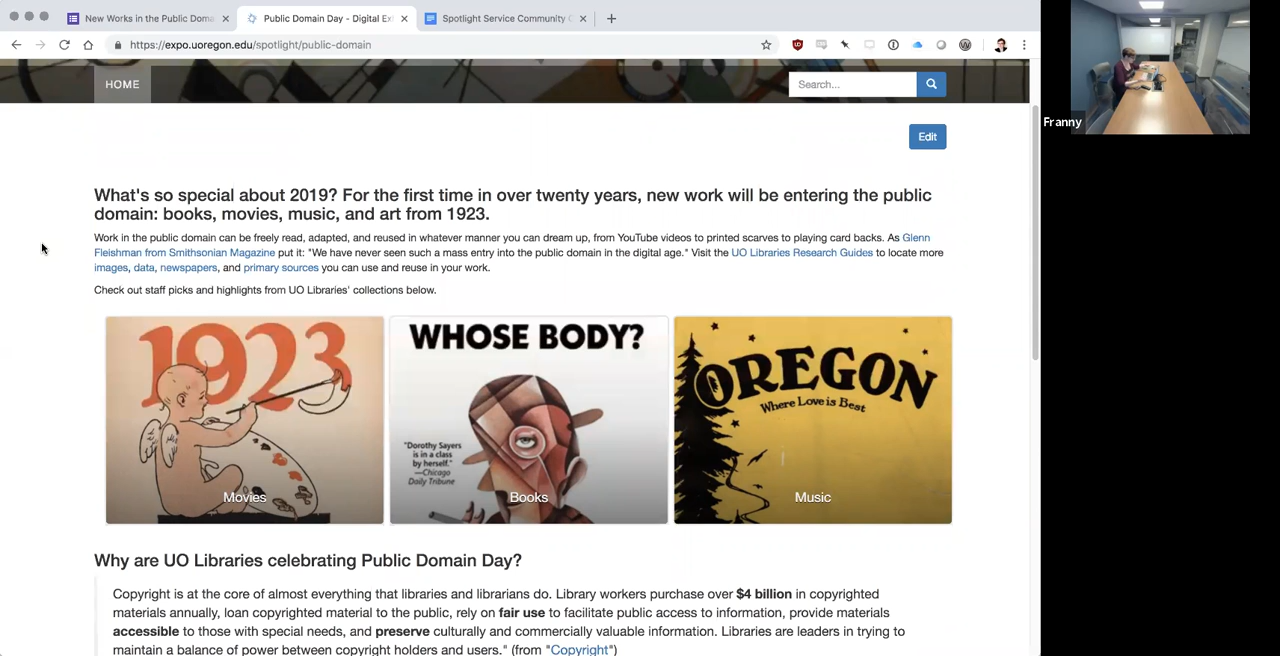 New Works in the Public Doma
Public Domain Day - Digital Ex
Spotlight Service Community C
https://expo.uoregon.edu/spotlight/public-domain
HOME
Search...
Franny
Edit
What's so special about 2019? For the first time in over twenty years, new work will be entering the public
domain: books, movies, music, and art from 1923.
Work in the public domain can be freely read, adapted, and reused in whatever manner you can dream up, from YouTube videos to printed scarves to playing card backs. As Glenn
Fleishman from Smithsonian Magazine put it: "We have never seen such a mass entry into the public domain in the digital age." Visit the UO Libraries Research Guides to locate more
images, data, newspapers, and primary sources you can use and reuse in your work.
Check out staff picks and highlights from UO Libraries' collections below.
1923
Movies
WHOSE BODY?
"Dorothy Sayers
is in a class
by herself."
—Chicago
Daily Tribune
Books
OREGON
Where Love is Best
Music
Why are UO Libraries celebrating Public Domain Day?
Copyright is at the core of almost everything that libraries and librarians do. Library workers purchase over $4 billion in copyrighted
materials annually, loan copyrighted material to the public, rely on fair use to facilitate public access to information, provide materials
accessible to those with special needs, and preserve culturally and commercially valuable information. Libraries are leaders in trying to
maintain a balance of power between copyright holders and users." (from "Copyright")